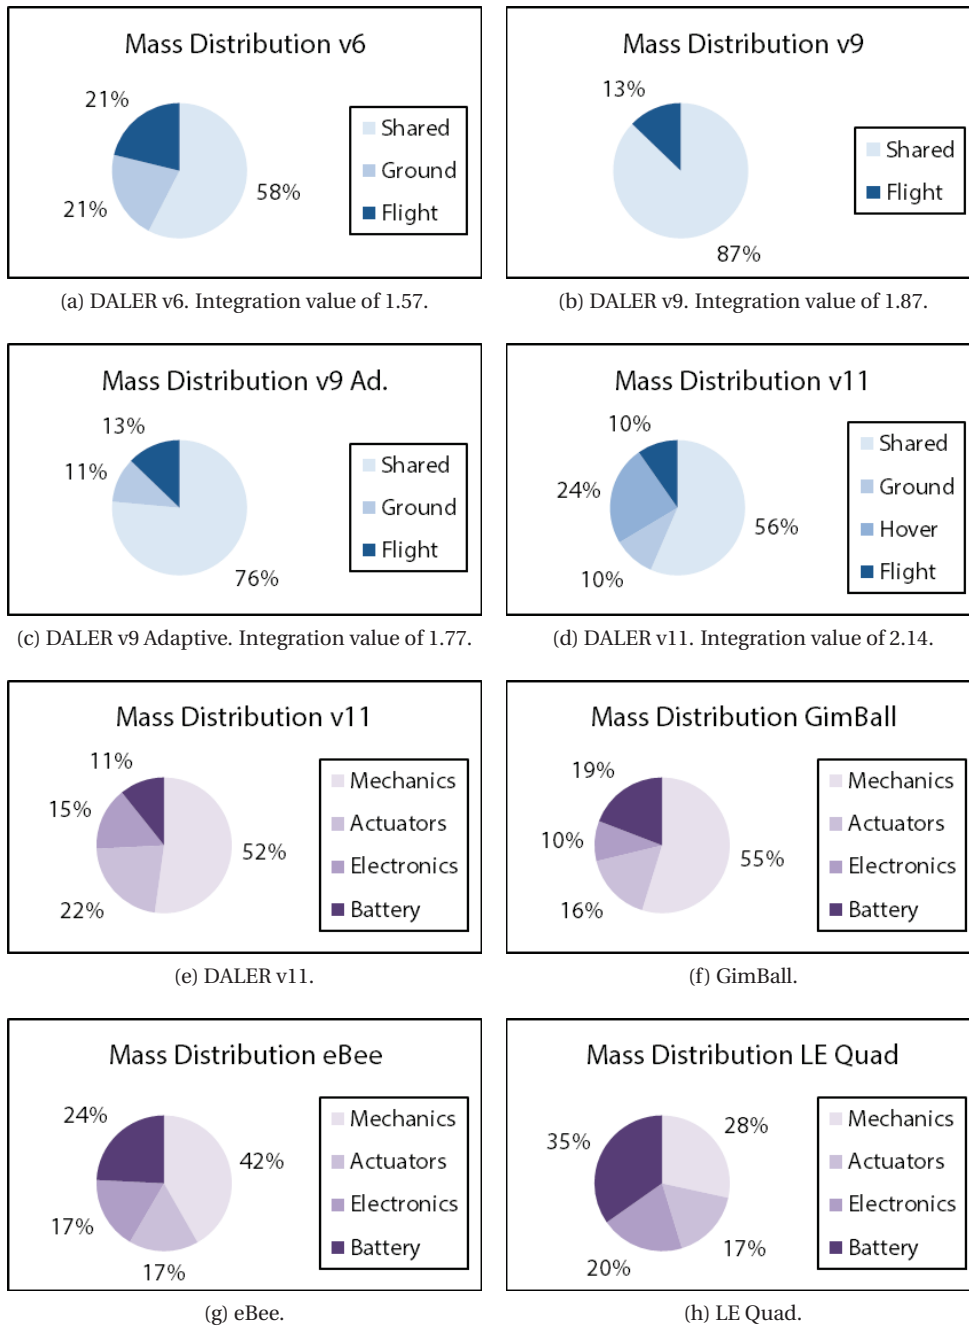 Mass Distribution v6
21%
21%
58%
Shared
Ground
Flight
(a) DALER v6. Integration value of 1.57.
Mass Distribution v9
13%
87%
Shared
Flight
(b) DALER v9. Integration value of 1.87.
Mass Distribution v9 Ad.
13%
11%
76%
Shared
Ground
Flight
(c) DALER v9 Adaptive. Integration value of 1.77.
Mass Distribution v11
10%
24%
56%
10%
Shared
Ground
Hover
Flight
(d) DALER v11. Integration value of 2.14.
Mass Distribution v11
11%
15%
52%
22%
Mechanics
Actuators
Electronics
Battery
(e) DALER v11.
Mass Distribution GimBall
19%
10%
55%
16%
Mechanics
Actuators
Electronics
Battery
(f) GimBall.
Mass Distribution eBee
24%
42%
17%
17%
Mechanics
Actuators
Electronics
Battery
(g) eBee.
Mass Distribution LE Quad
35%
28%
17%
20%
Mechanics
Actuators
Electronics
Battery
(h) LE Quad.